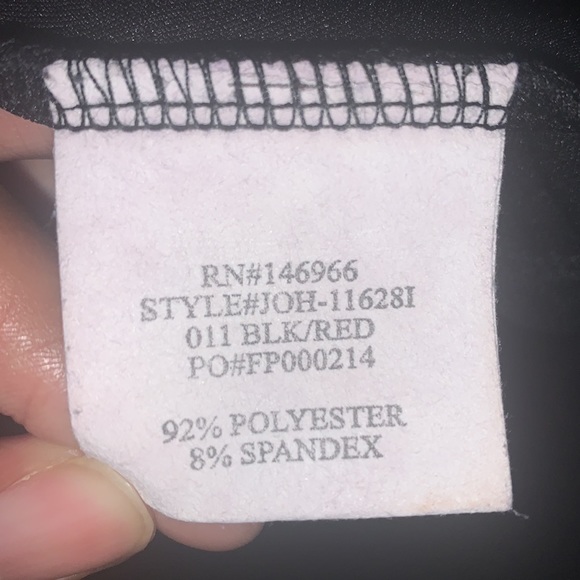 RN#146966
STYLE#JOH-11628I
011 BLK/RED
PO#FP000214
92% POLYESTER
8% SPANDEX